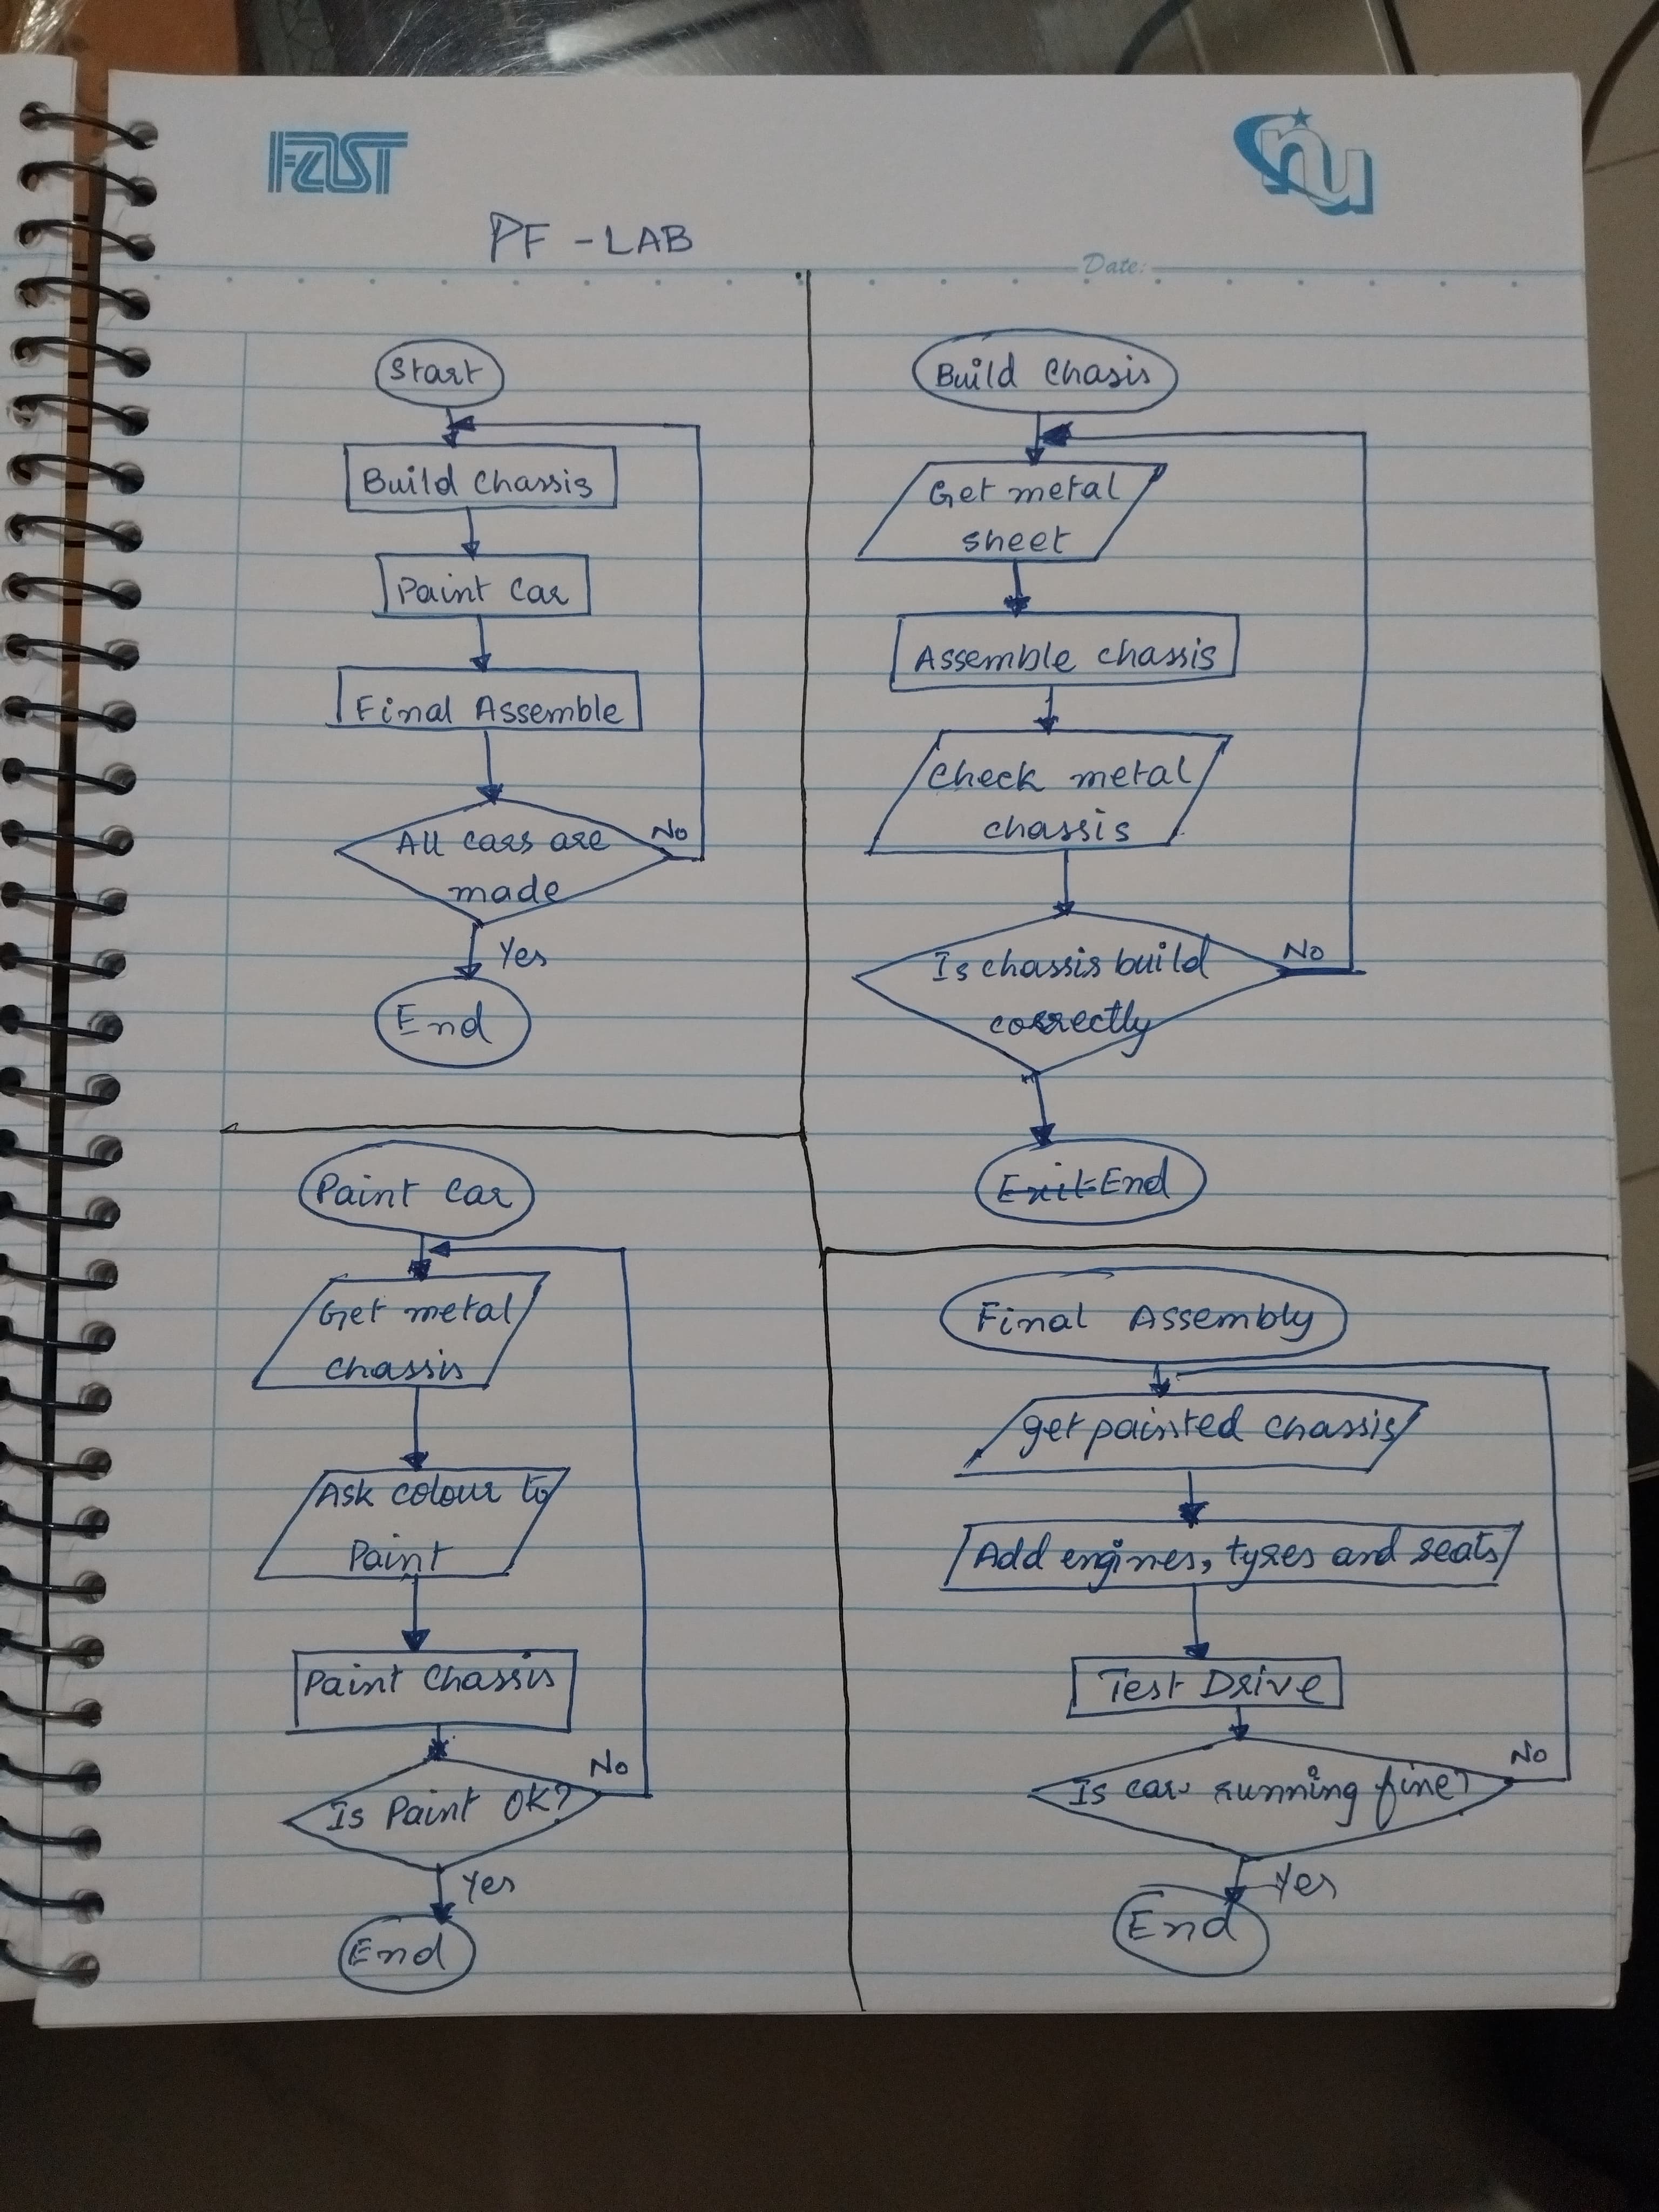 FAST
nu
PF - LAB
Date:
Start
Build Chassis
Paint Car
Final Assemble
All cars are
made
No
Yes
End
Build Chasis
Get metal
sheet
Assemble chassis
Check metal
chassis
Is chassis build
correctly
No
Exit End
Paint Car
Get metal
chassis
Ask colour to
Paint
Paint Chassis
Is Paint OK?
No
Yes
End
Final Assembly
get painted chassis
Add engines, tyres and seats
Test Drive
Is car running fine?
No
Yes
End